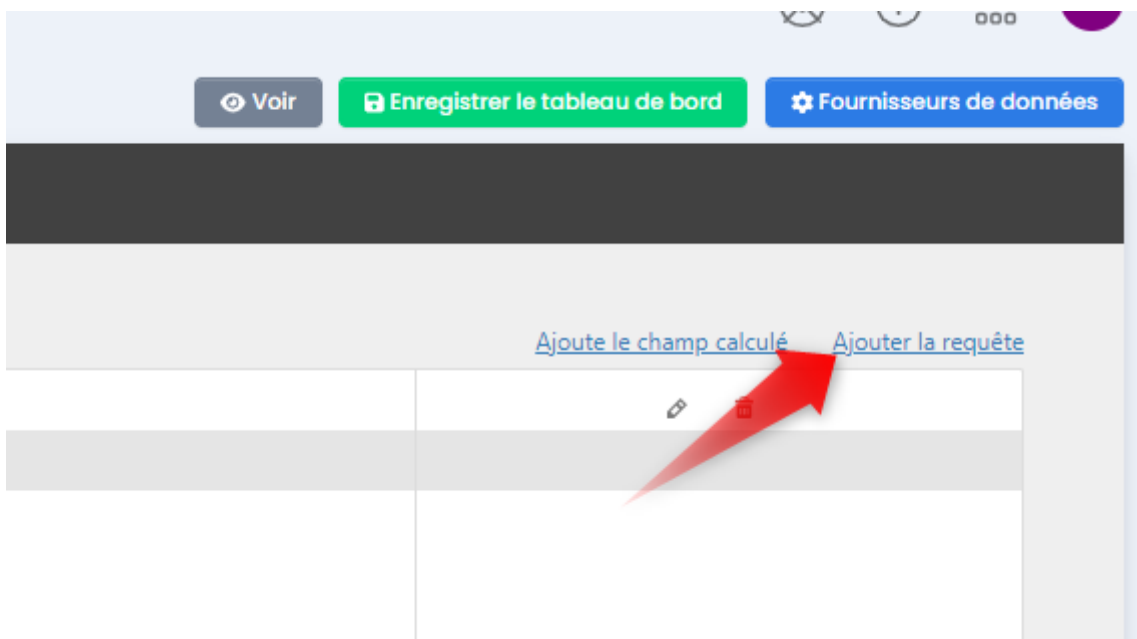 Voir
Enregistrer le tableau de bord
Fournisseurs de données
Ajoute le champ calculé
Ajouter la requête